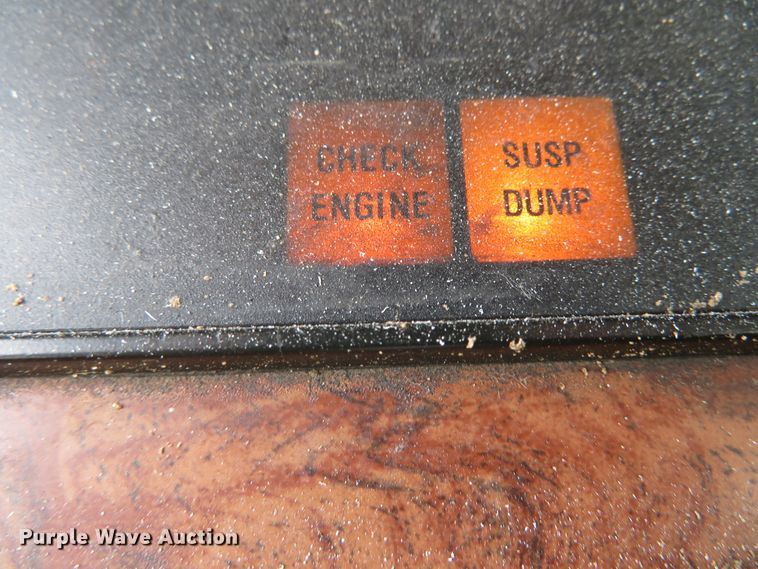 CHECK
ENGINE
SUSP
DUMP
Purple Wave Auction